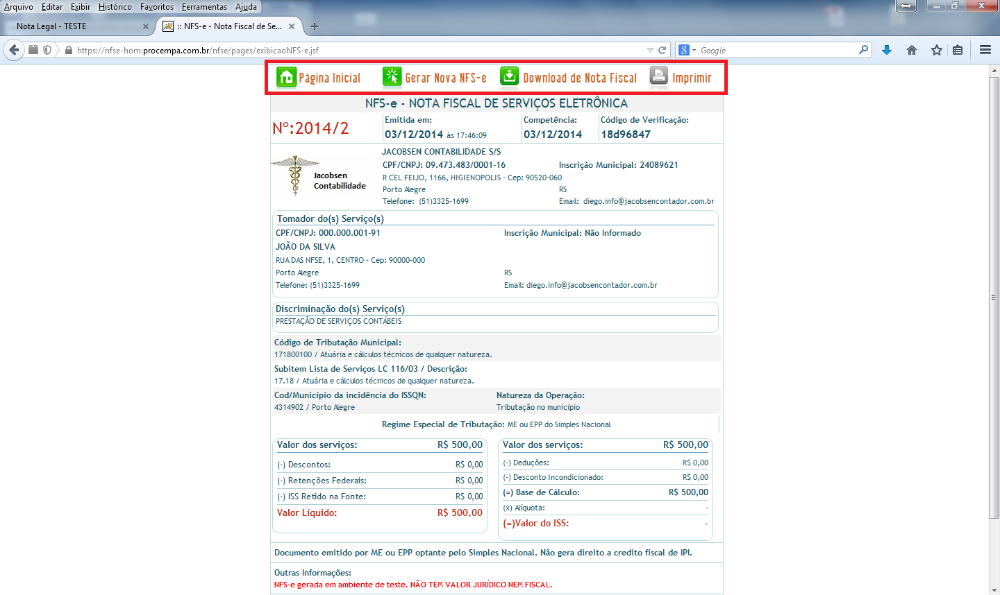 Arquivo Editar Exibir Histórico Favoritos Ferramentas Ajuda
Nota Legal - TESTE
:: NFS-e - Nota Fiscal de Se...
https://nfse-hom.procempa.com.br/nfse/pages/exibicaoNFS-e.jsf
Google
Página Inicial Gerar Nova NFS-e Download de Nota Fiscal Imprimir
NFS-e - NOTA FISCAL DE SERVIÇOS ELETRÔNICA
Nº:2014/2
Emitida em:
03/12/2014 às 17:46:09
Competência:
03/12/2014
Código de Verificação:
18d96847
Jacobsen
Contabilidade
JACOBSEN CONTABILIDADE S/S
CPF/CNPJ: 09.473.483/0001-16 Inscrição Municipal: 24089621
R CEL FEIJO, 1166, HIGIENOPOLIS - Cep: 90520-060
Porto Alegre RS
Telefone: (51)3325-1699 Email: diego.info@jacobsencontador.com.br
Tomador do(s) Serviço(s)
CPF/CNPJ: 000.000.001-91 Inscrição Municipal: Não Informado
JOÃO DA SILVA
RUA DAS NFSE, 1, CENTRO - Cep: 90000-000
Porto Alegre RS
Telefone: (51)3325-1699 Email: diego.info@jacobsencontador.com.br
Discriminação do(s) Serviço(s)
PRESTAÇÃO DE SERVIÇOS CONTÁBEIS
Código de Tributação Municipal:
171800100 / Atuária e cálculos técnicos de qualquer natureza.
Subitem Lista de Serviços LC 116/03 / Descrição:
17.18 / Atuária e cálculos técnicos de qualquer natureza.
Cod/Município da incidência do ISSQN: Natureza da Operação:
4314902 / Porto Alegre Tributação no município
Regime Especial de Tributação: ME ou EPP do Simples Nacional
Valor dos serviços: R$ 500,00
(-) Descontos: R$ 0,00
(-) Retenções Federais: R$ 0,00
(-) ISS Retido na Fonte: R$ 0,00
Valor Líquido: R$ 500,00
Valor dos serviços: R$ 500,00
(-) Deduções: R$ 0,00
(-) Desconto Incondicionado: R$ 0,00
(=) Base de Cálculo: R$ 500,00
(x) Alíquota: -
(=)Valor do ISS: -
Documento emitido por ME ou EPP optante pelo Simples Nacional. Não gera direito a credito fiscal de IPI.
Outras Informações:
NFS-e gerada em ambiente de teste. NÃO TEM VALOR JURÍDICO NEM FISCAL.